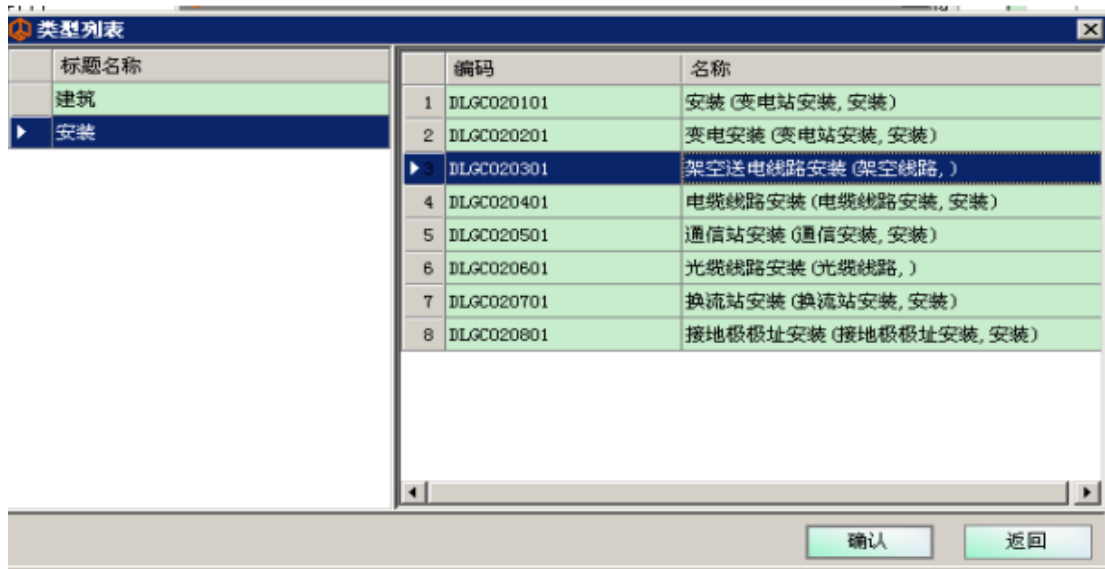 类型列表
标题名称
建筑
安装
编码 名称
1 DLGC020101 安装(变电站安装,安装)
2 DLGC020201 变电安装(变电站安装,安装)
3 DLGC020301 架空送电线路安装(架空线路,)
4 DLGC020401 电缆线路安装(电缆线路安装,安装)
5 DLGC020501 通信站安装(通信安装,安装)
6 DLGC020601 光缆线路安装(光缆线路,)
7 DLGC020701 换流站安装(换流站安装,安装)
8 DLGC020801 接地极极址安装(接地极极址安装,安装)
确认 返回